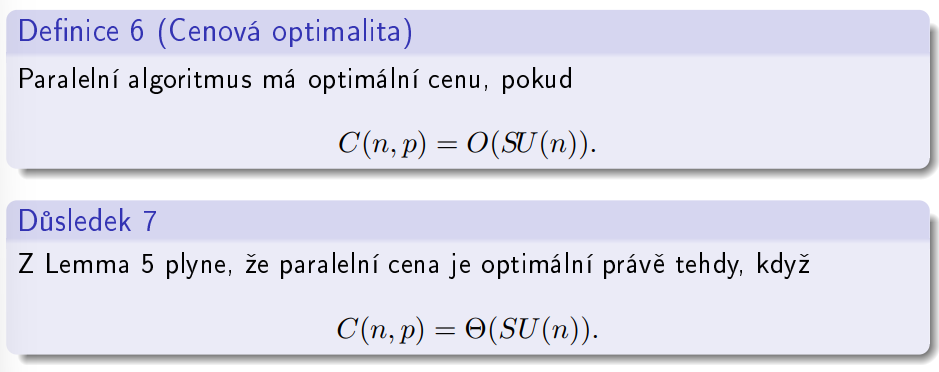 Definice 6 (Cenová optimalita)
Paralelní algoritmus má optimální cenu, pokud
C(n, p) = O(SU(n)).
Důsledek 7
Z Lemma 5 plyne, že paralelní cena je optimální právě tehdy, když
C(n, p) = Θ(SU(n)).